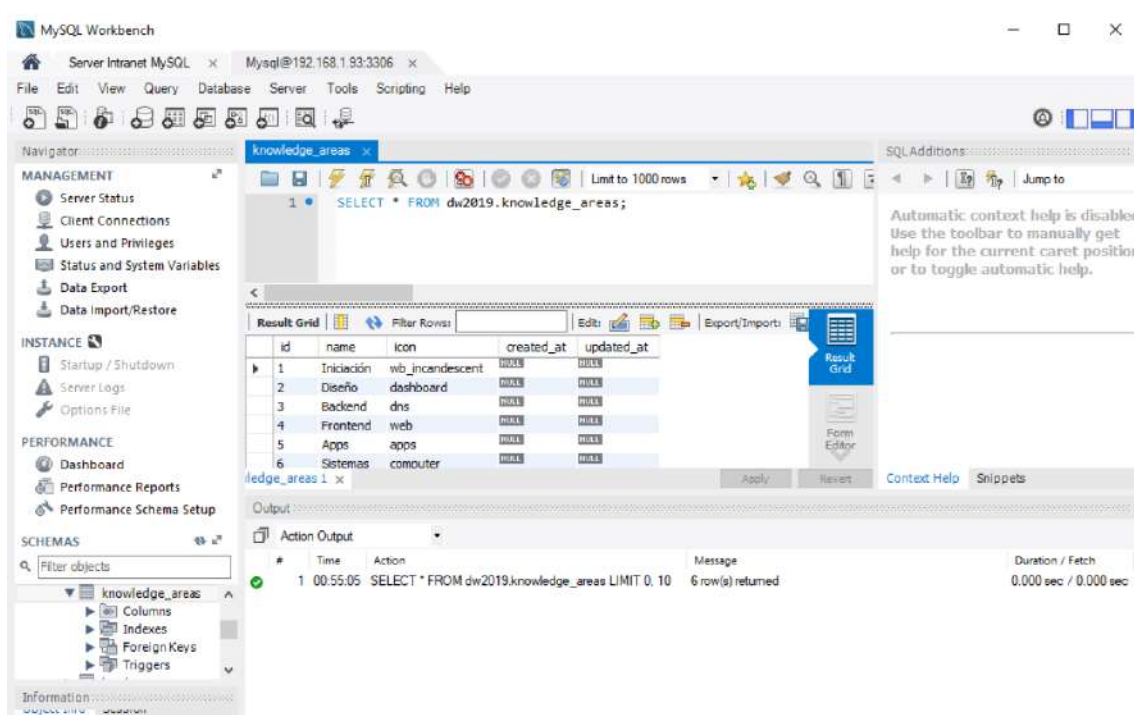 MySQL Workbench
Server Intranet MySQL × Mysql@192.168.1.93:3306 ×
File Edit View Query Database Server Tools Scripting Help
Navigator
MANAGEMENT
Server Status
Client Connections
Users and Privileges
Status and System Variables
Data Export
Data Import/Restore
INSTANCE
Startup / Shutdown
Server Logs
Options File
PERFORMANCE
Dashboard
Performance Reports
Performance Schema Setup
SCHEMAS
Filter objects
knowledge_areas
Columns
Indexes
Foreign Keys
Triggers
Information
knowledge_areas ×
Limit to 1000 rows
1 SELECT * FROM dw2019.knowledge_areas;
Result Grid Filter Rows: Edit: Export/Import:
id name icon created_at updated_at
1 Iniciación wb_incandescent NULL NULL
2 Diseño dashboard NULL NULL
3 Backend dns NULL NULL
4 Frontend web NULL NULL
5 Apps apps NULL NULL
6 Sistemas computer NULL NULL
Result Grid
Form Editor
ledge_areas 1 ×
Apply Revert
SQLAdditions
Jump to
Automatic context help is disabled
Use the toolbar to manually get
help for the current caret position
or to toggle automatic help.
Context Help Snippets
Output
Action Output
# Time Action Message Duration / Fetch
1 00:55:05 SELECT * FROM dw2019.knowledge_areas LIMIT 0, 10 6 row(s) returned 0.000 sec / 0.000 sec